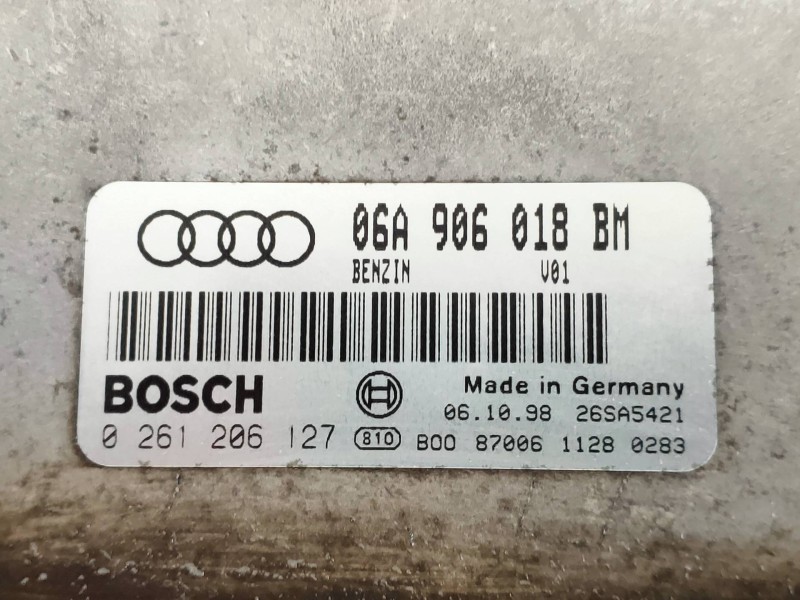 06A 906 018 BM
BENZIN V01
BOSCH
Made in Germany
06.10.98 26SA5421
0 261 206 127 810 B00 87006 1128 0283